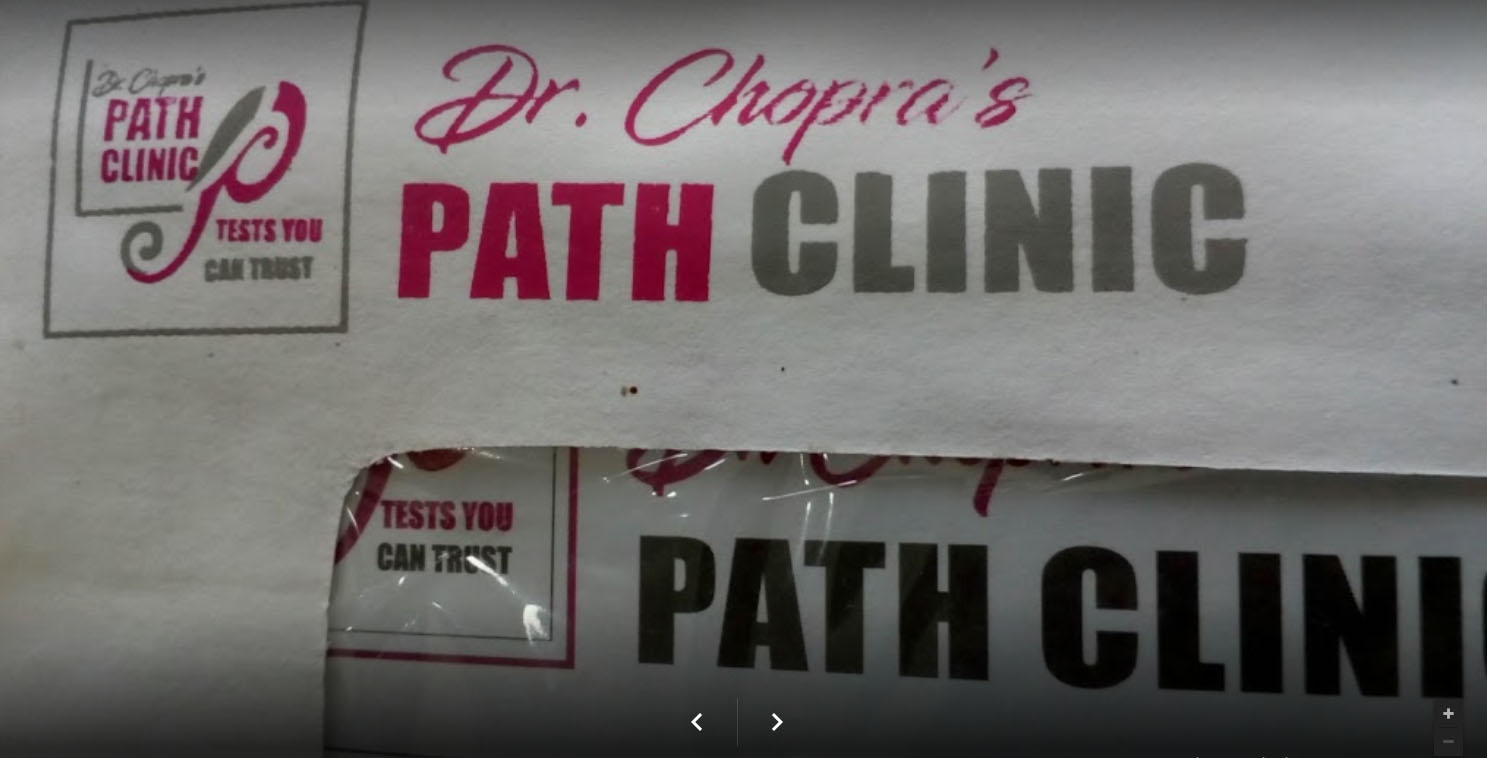 Dr. Chopra's
PATH
CLINIC
TESTS YOU
CAN TRUST
Dr. Chopra's
PATH CLINIC
TESTS YOU
CAN TRUST
PATH CLINI